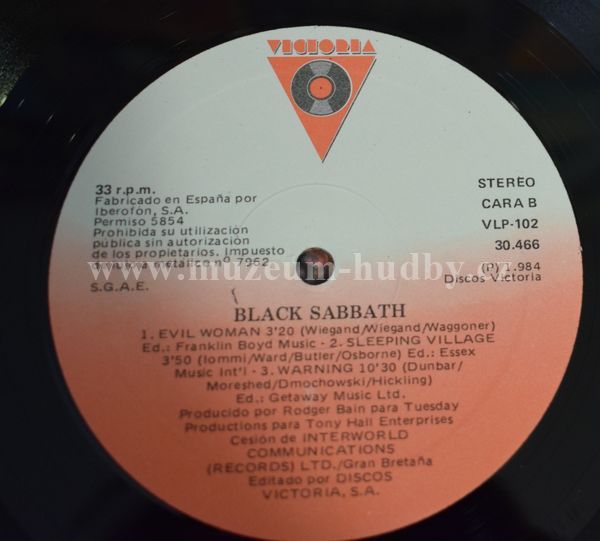 VICTORIA
33 r.p.m.
Fabricado en España por
Iberofón, S.A.
Permiso 5854
Prohibida su utilización
pública sin autorización
de los propietarios. Impuesto
metálico nº 7952
S.G.A.E.
STEREO
CARA B
VLP-102
30.466
(P) 1.984
Discos Victoria
www.muzeum-hudby.cz
BLACK SABBATH
1. EVIL WOMAN 3'20 (Wiegand/Wiegand/Waggoner)
Ed.: Franklin Boyd Music - 2. SLEEPING VILLAGE
3'50 (Iommi/Ward/Butler/Osborne) Ed.: Essex
Music Int'l - 3. WARNING 10'30 (Dunbar/
Moreshed/Dmochowski/Hickling)
Ed.: Getaway Music Ltd.
Producido por Rodger Bain para Tuesday
Productions para Tony Hall Enterprises
Cesión de INTERWORLD
COMMUNICATIONS
(RECORDS) LTD./Gran Bretaña
Editado por DISCOS
VICTORIA, S.A.